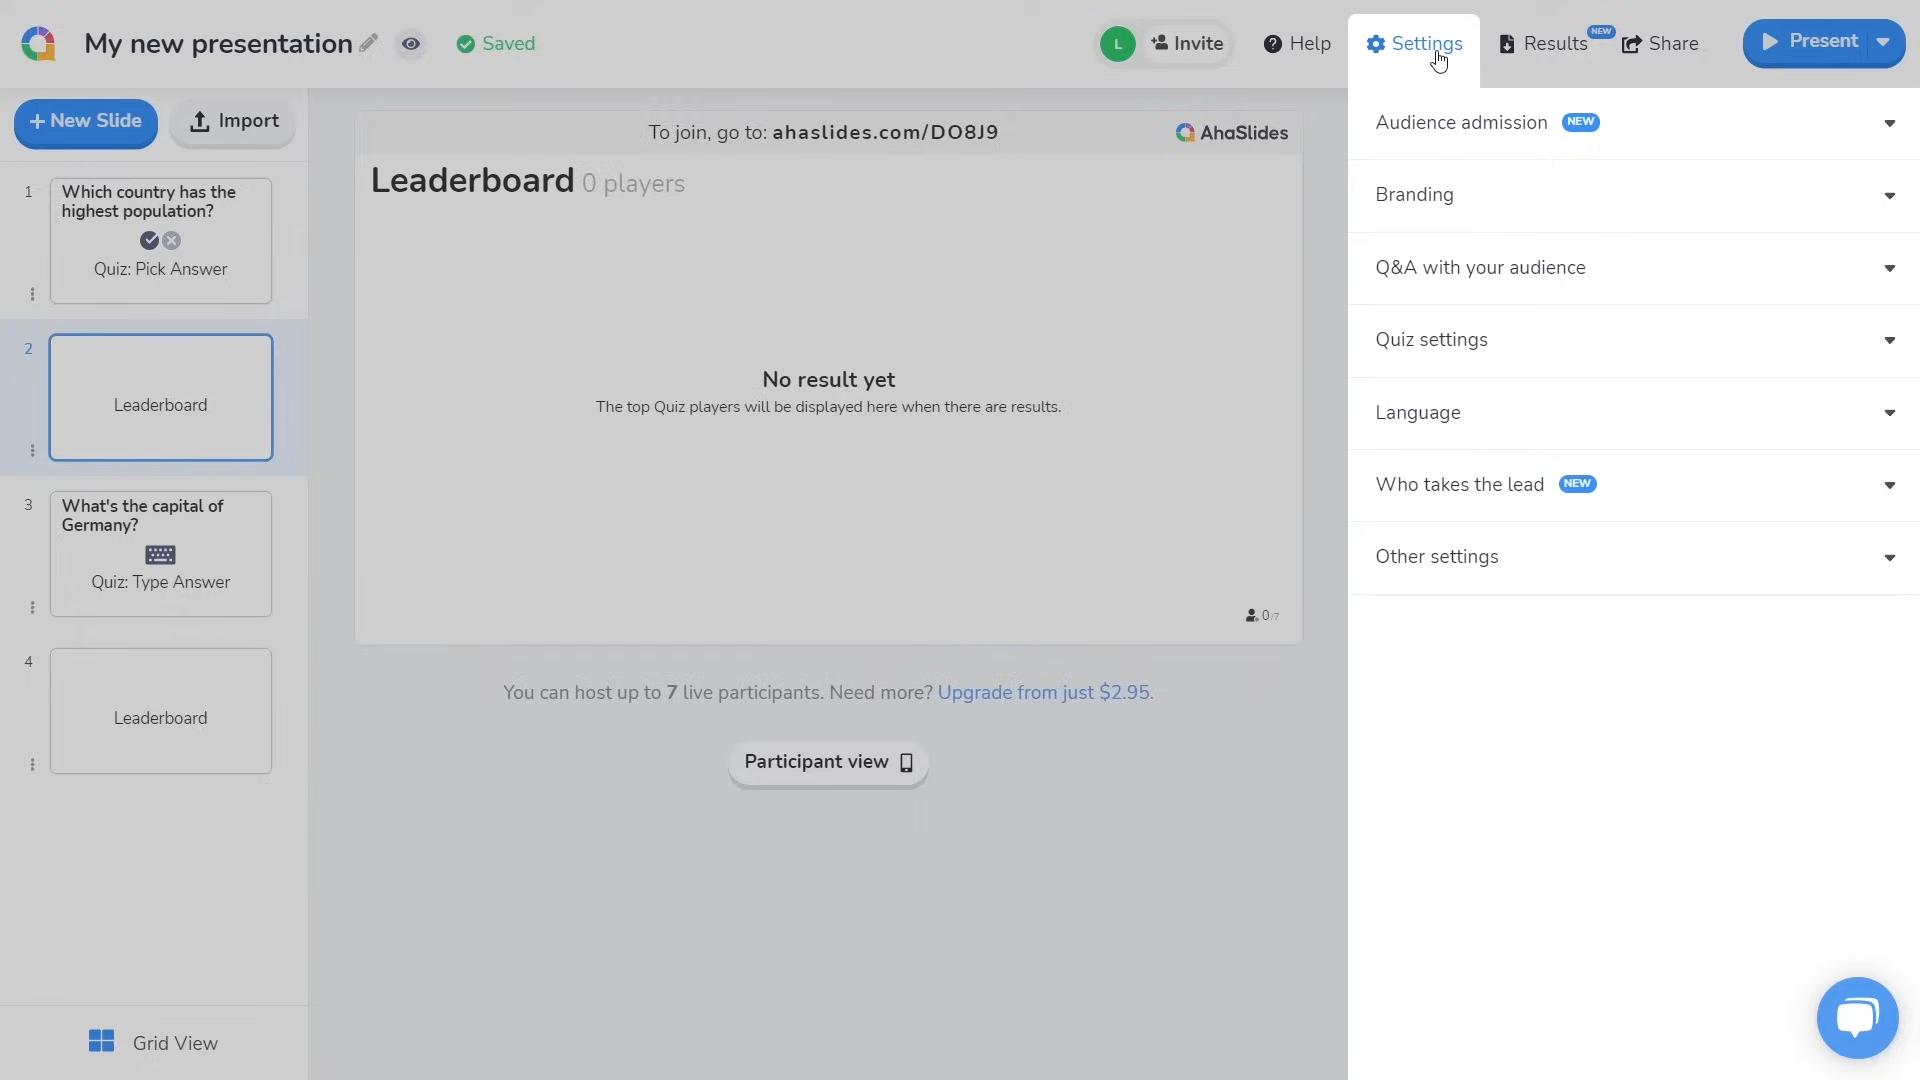 My new presentation
Saved
L
Invite
Help
Settings
Results
NEW
Share
Present
New Slide
Import
1
Which country has the
highest population?
Quiz: Pick Answer
2
Leaderboard
3
What's the capital of
Germany?
Quiz: Type Answer
4
Leaderboard
Grid View
To join, go to: ahaslides.com/DO8J9
AhaSlides
Leaderboard 0 players
No result yet
The top Quiz players will be displayed here when there are results.
0/7
You can host up to 7 live participants. Need more? Upgrade from just $2.95.
Participant view
Audience admission NEW
Branding
Q&A with your audience
Quiz settings
Language
Who takes the lead NEW
Other settings